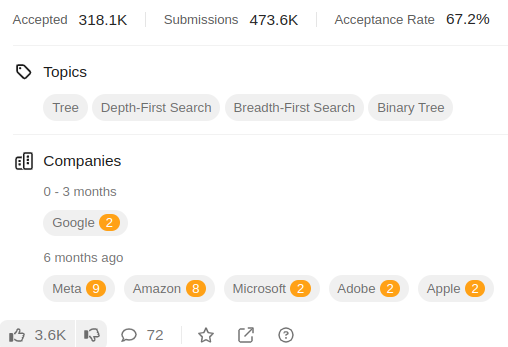 Accepted 318.1K Submissions 473.6K Acceptance Rate 67.2%
Topics
Tree Depth-First Search Breadth-First Search Binary Tree
Companies
0 - 3 months
Google 2
6 months ago
Meta 9 Amazon 8 Microsoft 2 Adobe 2 Apple 2
3.6K 72